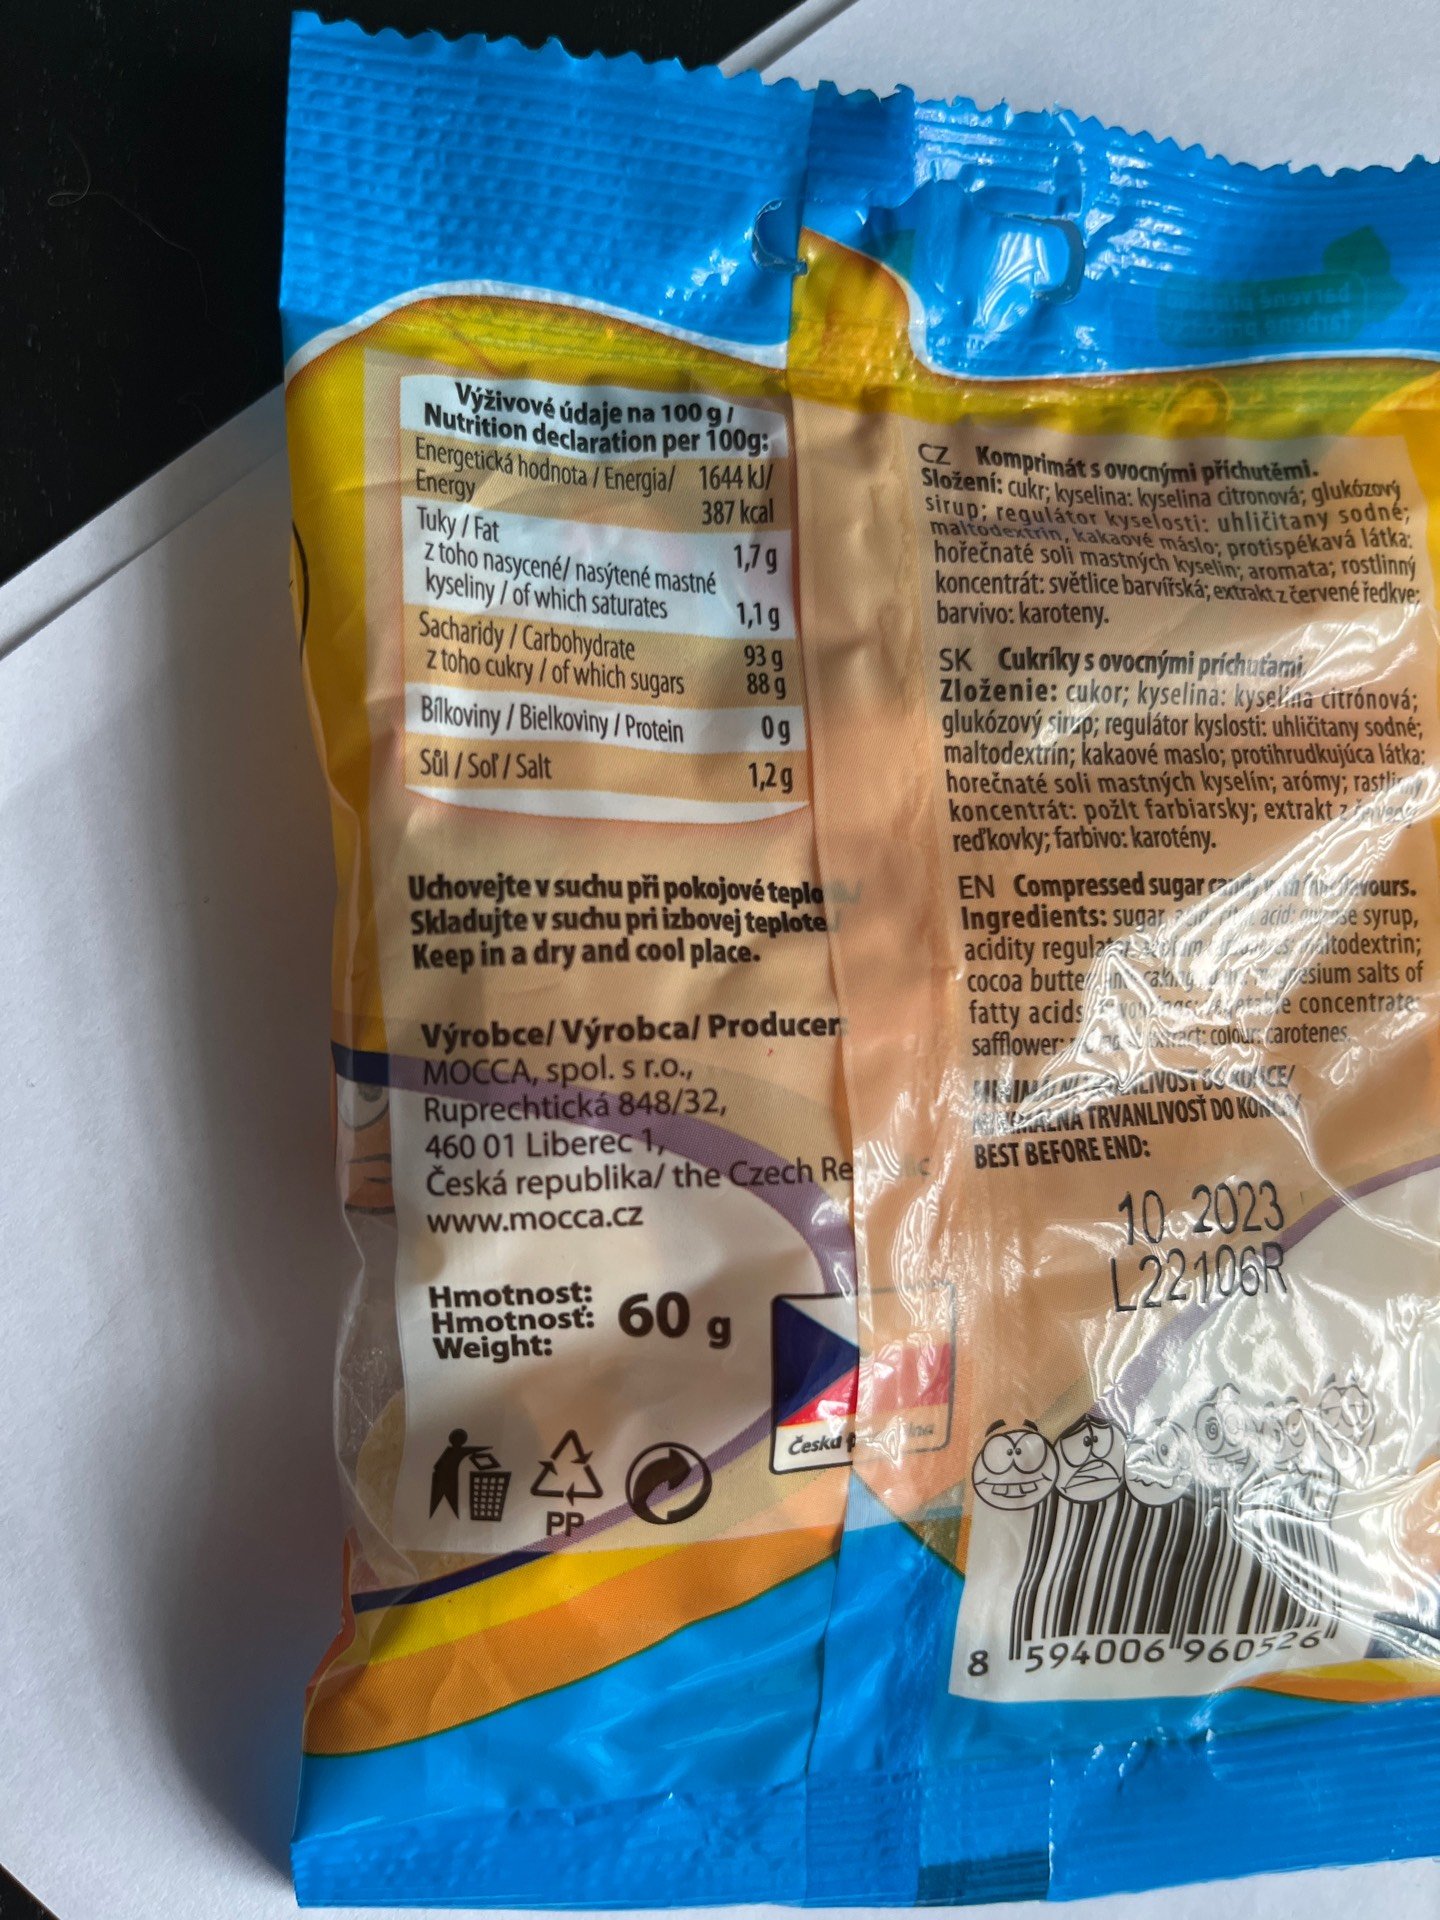 Výživové údaje na 100 g /
Nutrition declaration per 100g:
Energetická hodnota / Energia/ 1644 kJ/
Energy 387 kcal
Tuky / Fat 1,7 g
z toho nasycené/ nasýtené mastné
kyseliny / of which saturates 1,1 g
Sacharidy / Carbohydrate 93 g
z toho cukry / of which sugars 88 g
Bílkoviny / Bielkoviny / Protein 0 g
Sůl / Soľ / Salt 1,2 g
Uchovejte v suchu při pokojové teplo
Skladujte v suchu pri izbovej teplote
Keep in a dry and cool place.
Výrobce/ Výrobca/ Producer
MOCCA, spol. s r.o.,
Ruprechtická 848/32,
460 01 Liberec 1,
Česká republika/ the Czech Re
www.mocca.cz
Hmotnost:
Hmotnosť: 60 g
Weight:
PP
Česká
CZ Komprimát s ovocnými příchutěmi.
Složení: cukr; kyselina: kyselina citronová; glukózový
sirup; regulátor kyselosti: uhličitany sodné;
maltodextrin, kakaové máslo; protispékavá látka:
hořečnaté soli mastných kyselin; aromata; rostlinný
koncentrát: světlice barvířská; extrakt z červené ředkve;
barvivo: karoteny.
SK Cukríky s ovocnými príchuťami
Zloženie: cukor; kyselina: kyselina citrónová;
glukózový sirup; regulátor kyslosti: uhličitany sodné;
maltodextrín; kakaové maslo; protihrudkujúca látka:
horečnaté soli mastných kyselín; arómy;
koncentrát: požlt farbiarsky; extrakt z
reďkovky; farbivo: karotény.
EN Compressed sugar candy flavours.
Ingredients: sugar acid: syrup,
acidity maltodextrin;
cocoa salts of
fatty acids concentrate:
safflower; colour: carotenes.
TRVANLIVOSŤ DO
BEST BEFORE END:
10. 2023
L22106R
8 594006 960526